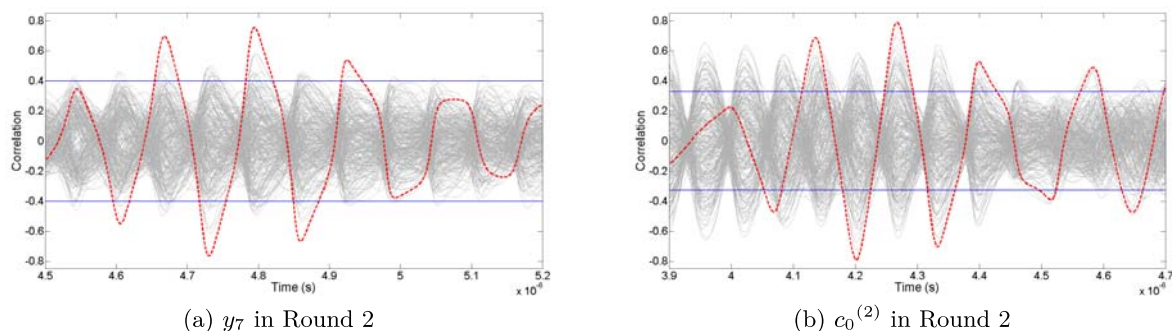 0.8
0.6
0.4
0.2
0
-0.2
-0.4
-0.6
-0.8
Correlation
4.5 4.6 4.7 4.8 4.9 5 5.1 5.2
Time (s)
x 10⁻⁶
(a) y₇ in Round 2
0.8
0.6
0.4
0.2
0
-0.2
-0.4
-0.6
-0.8
Correlation
3.9 4 4.1 4.2 4.3 4.4 4.5 4.6 4.7
Time (s)
x 10⁻⁶
(b) c₀⁽²⁾ in Round 2